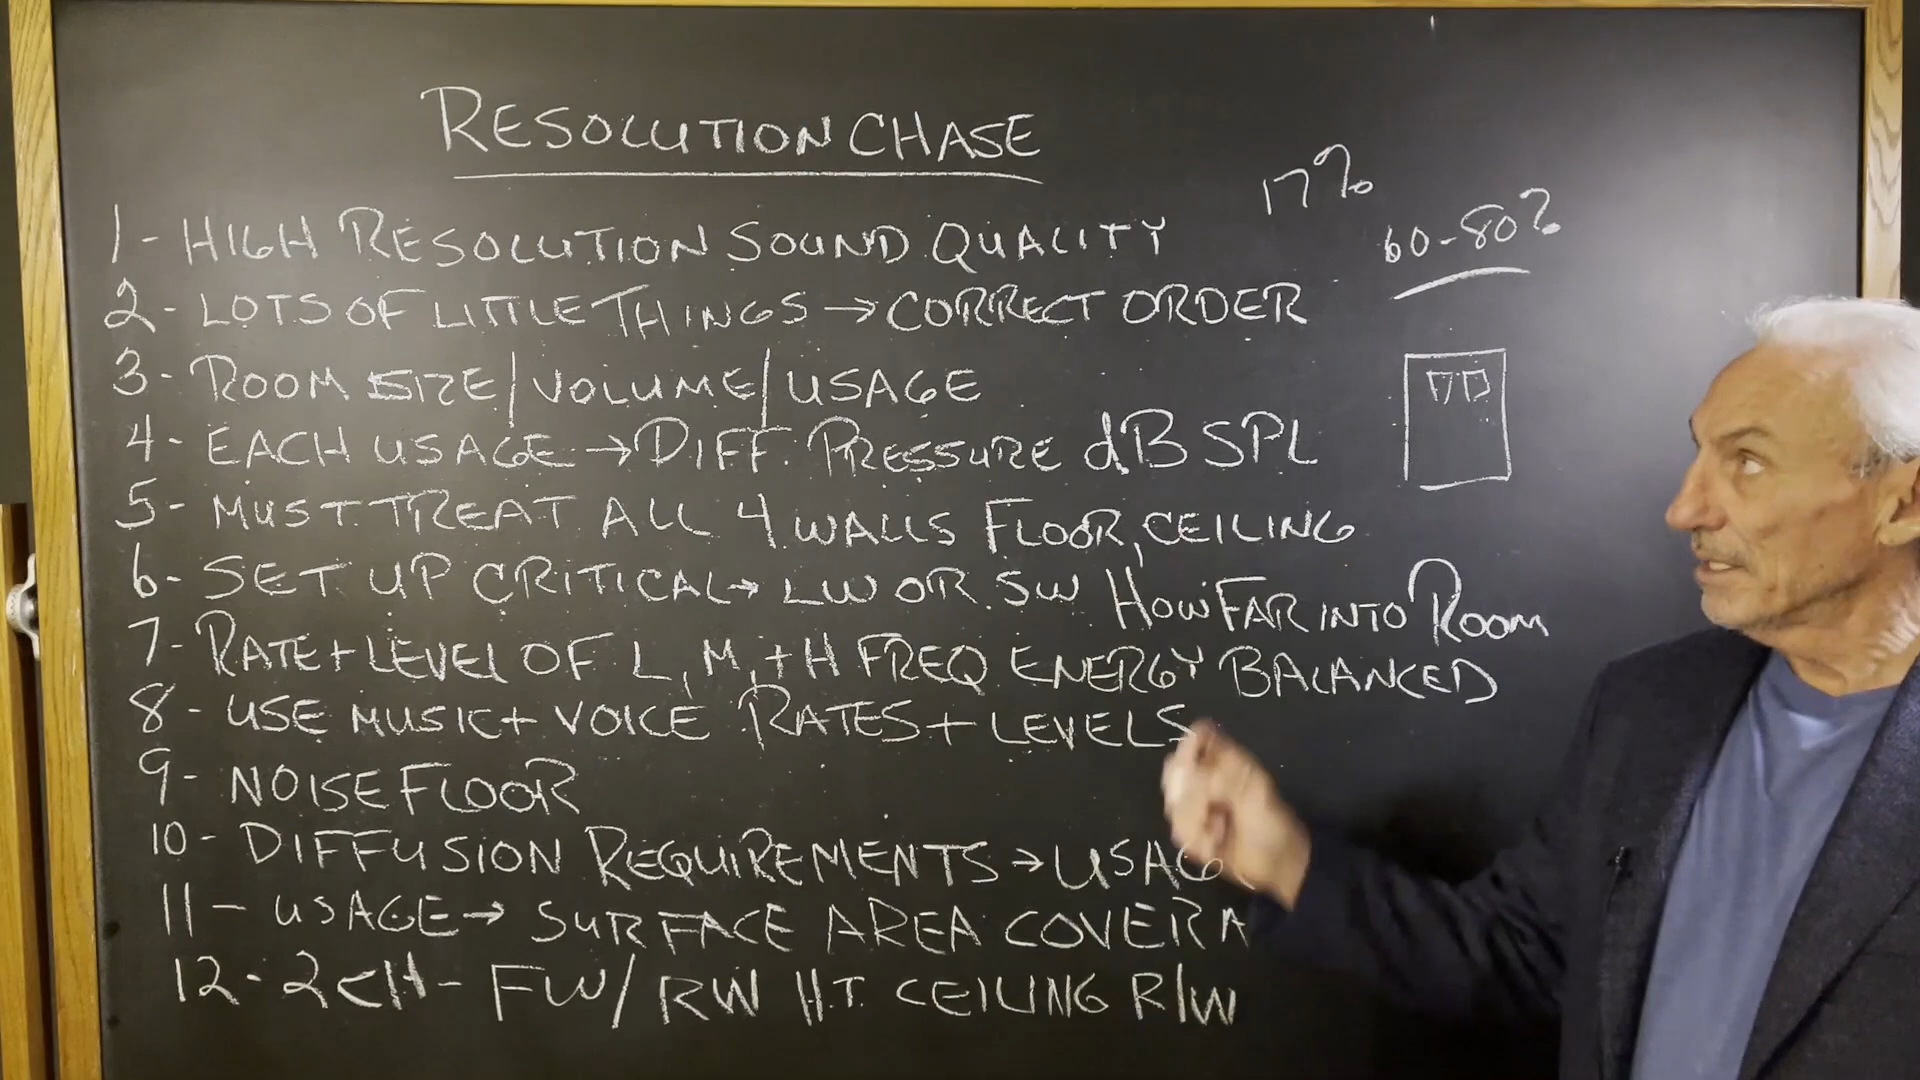 RESOLUTION CHASE
17%
60-80%
1- HIGH RESOLUTION SOUND QUALITY
2- LOTS OF LITTLE THINGS → CORRECT ORDER
3- ROOM SIZE/VOLUME/USAGE
4- EACH USAGE → DIFF. PRESSURE dB SPL
5- MUST TREAT ALL 4 WALLS FLOOR, CEILING
6- SET UP CRITICAL → LW OR SW HOW FAR INTO ROOM
7- RATE + LEVEL OF L, M, + H FREQ ENERGY BALANCED
8- USE MUSIC + VOICE RATES + LEVELS
9- NOISE FLOOR
10- DIFFUSION REQUIREMENTS → USAG
11- USAGE → SURFACE AREA COVERA
12- 2CH- FW/RW H.T. CEILING R/W